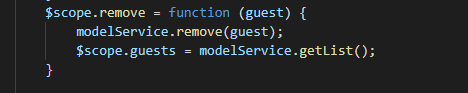 $scope.remove = function (guest) {
    modelService.remove(guest);
    $scope.guests = modelService.getList();
}